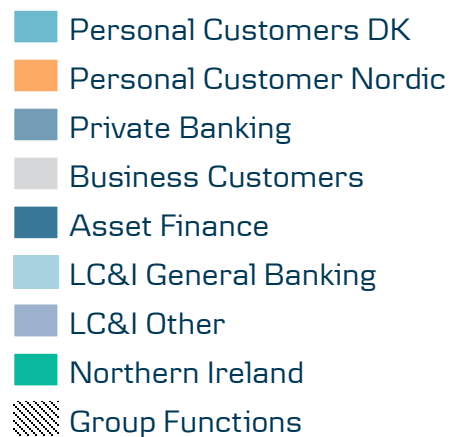 Personal Customers DK
Personal Customer Nordic
Private Banking
Business Customers
Asset Finance
LC&I General Banking
LC&I Other
Northern Ireland
Group Functions